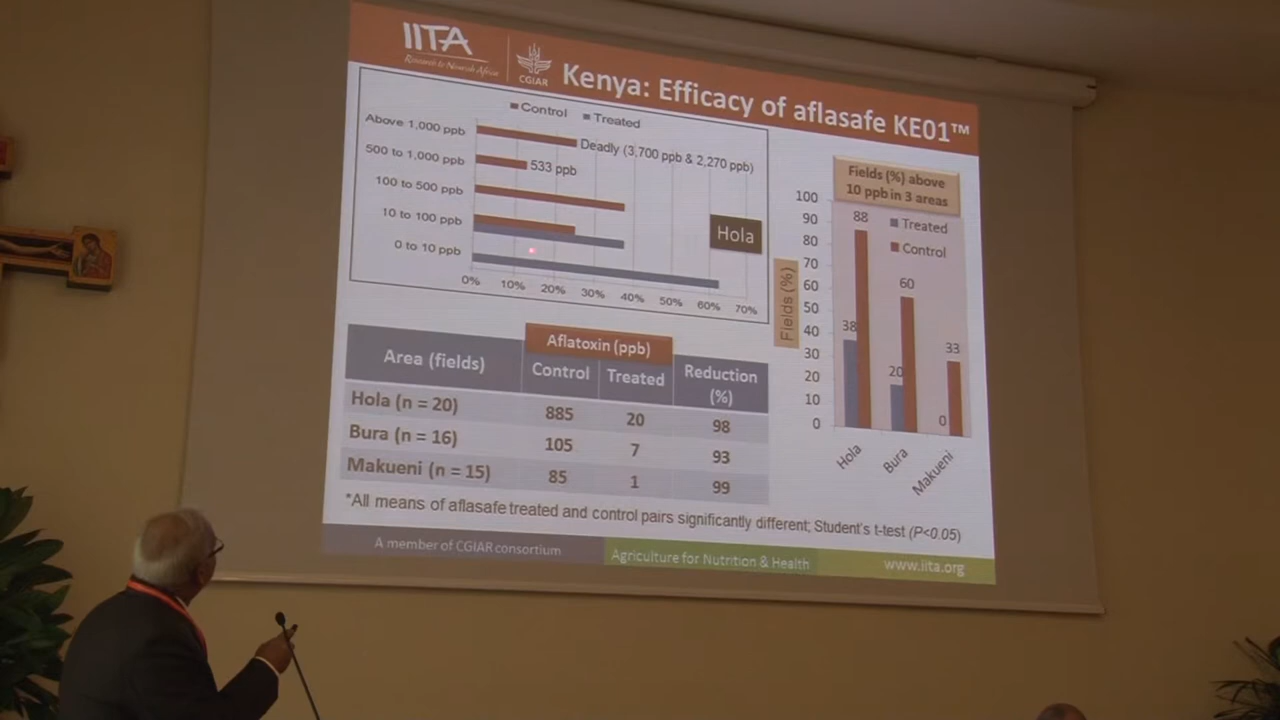 IITA
Research to Nourish Africa
CGIAR
Kenya: Efficacy of aflasafe KE01™
Control Treated
Above 1,000 ppb
Deadly (3,700 ppb & 2,270 ppb)
500 to 1,000 ppb
533 ppb
100 to 500 ppb
10 to 100 ppb
0 to 10 ppb
Hola
0% 10% 20% 30% 40% 50% 60% 70%
Fields (%) above
10 ppb in 3 areas
Treated
Control
Fields (%)
100
90
80
70
60
50
40
30
20
10
0
88
38
60
20
33
0
Hola Bura Makueni
Aflatoxin (ppb)
Area (fields) Control Treated Reduction
(%)
Hola (n = 20) 885 20 98
Bura (n = 16) 105 7 93
Makueni (n = 15) 85 1 99
*All means of aflasafe treated and control pairs significantly different; Student's t-test (P<0.05)
A member of CGIAR consortium
Agriculture for Nutrition & Health
www.iita.org